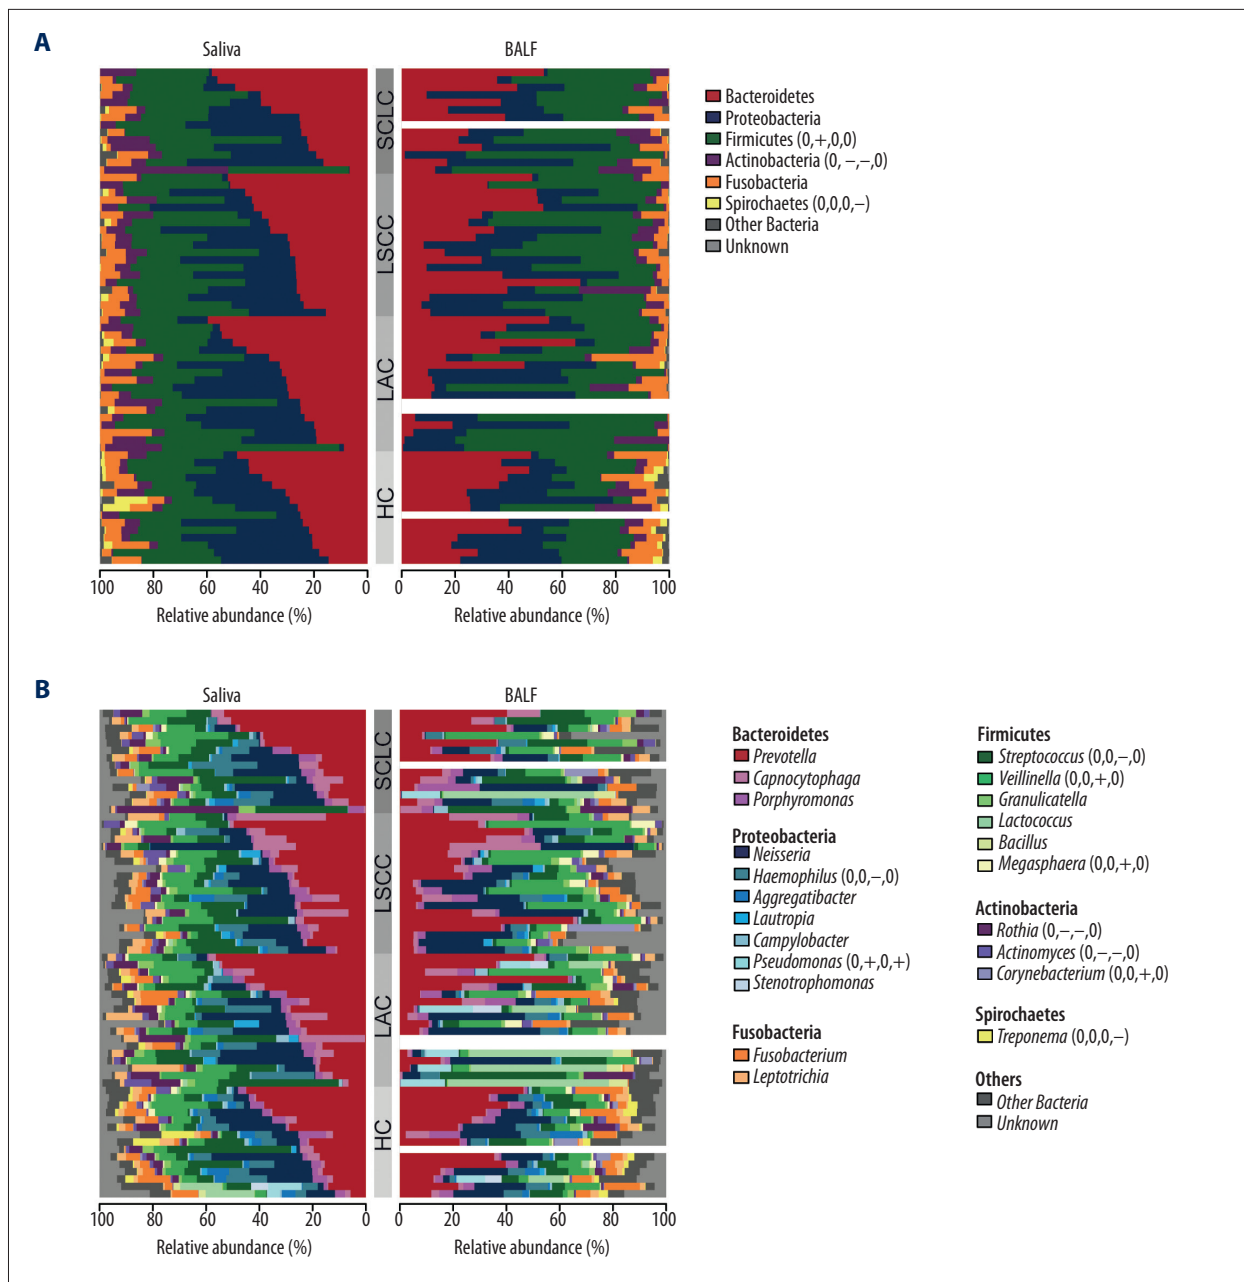 A
Saliva
BALF
SCLC
LSCC
LAC
HC
100 80 60 40 20 0
Relative abundance (%)
0 20 40 60 80 100
Relative abundance (%)
Bacteroidetes
Proteobacteria
Firmicutes (0,+,0,0)
Actinobacteria (0, −,−,0)
Fusobacteria
Spirochaetes (0,0,0,−)
Other Bacteria
Unknown
B
Saliva
BALF
SCLC
LSCC
LAC
HC
100 80 60 40 20 0
Relative abundance (%)
0 20 40 60 80 100
Relative abundance (%)
Bacteroidetes
Prevotella
Capnocytophaga
Porphyromonas
Proteobacteria
Neisseria
Haemophilus (0,0,−,0)
Aggregatibacter
Lautropia
Campylobacter
Pseudomonas (0,+,0,+)
Stenotrophomonas
Fusobacteria
Fusobacterium
Leptotrichia
Firmicutes
Streptococcus (0,0,−,0)
Veillinella (0,0,+,0)
Granulicatella
Lactococcus
Bacillus
Megasphaera (0,0,+,0)
Actinobacteria
Rothia (0,−,−,0)
Actinomyces (0,−,−,0)
Corynebacterium (0,0,+,0)
Spirochaetes
Treponema (0,0,0,−)
Others
Other Bacteria
Unknown